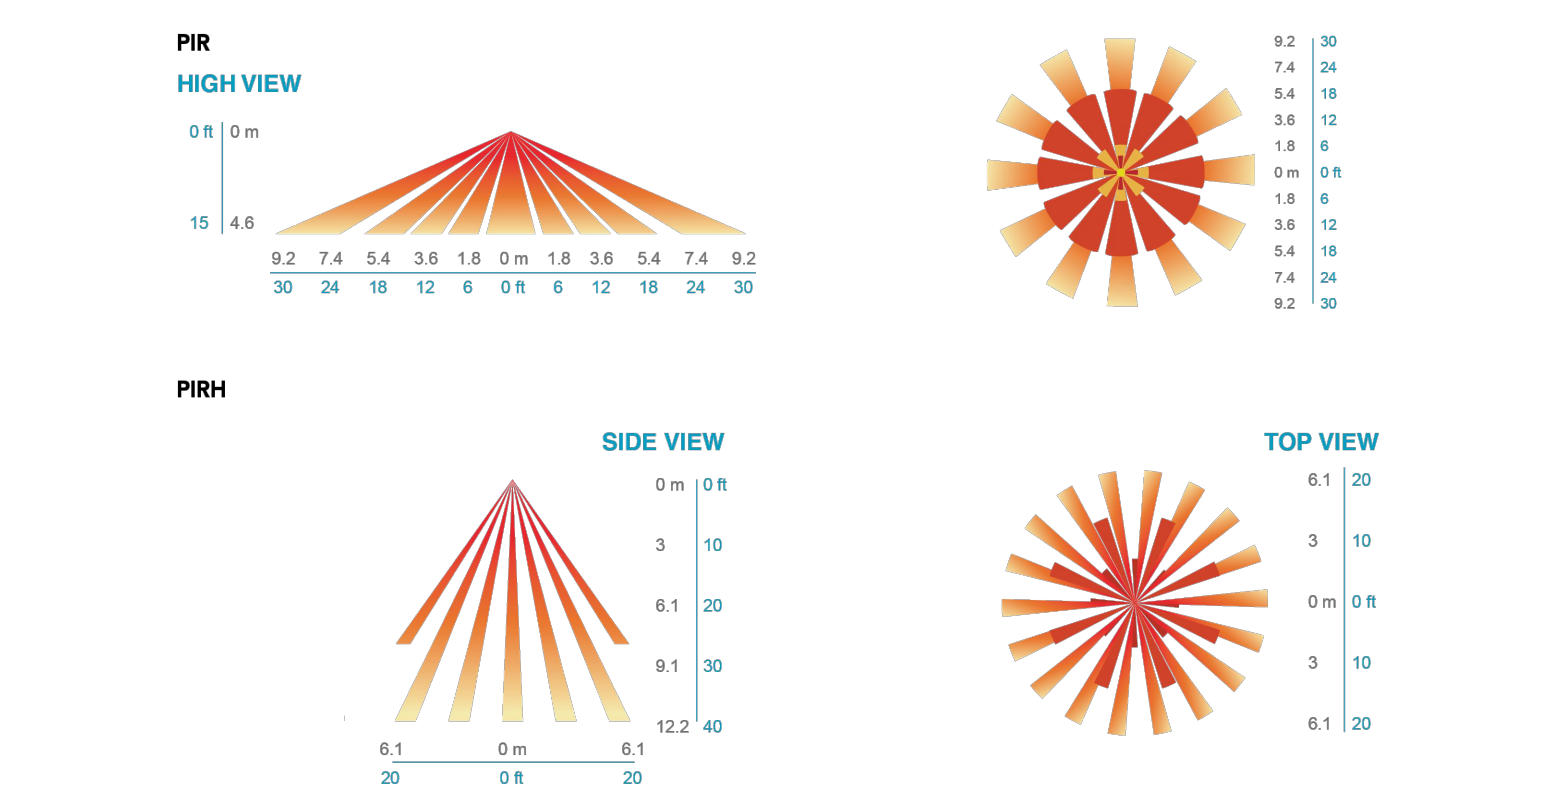 PIR
HIGH VIEW
0 ft 0 m
15 4.6
9.2 7.4 5.4 3.6 1.8 0 m 1.8 3.6 5.4 7.4 9.2
30 24 18 12 6 0 ft 6 12 18 24 30
9.2 30
7.4 24
5.4 18
3.6 12
1.8 6
0 m 0 ft
1.8 6
3.6 12
5.4 18
7.4 24
9.2 30
PIRH
SIDE VIEW
0 m 0 ft
3 10
6.1 20
9.1 30
12.2 40
6.1 0 m 6.1
20 0 ft 20
TOP VIEW
6.1 20
3 10
0 m 0 ft
3 10
6.1 20